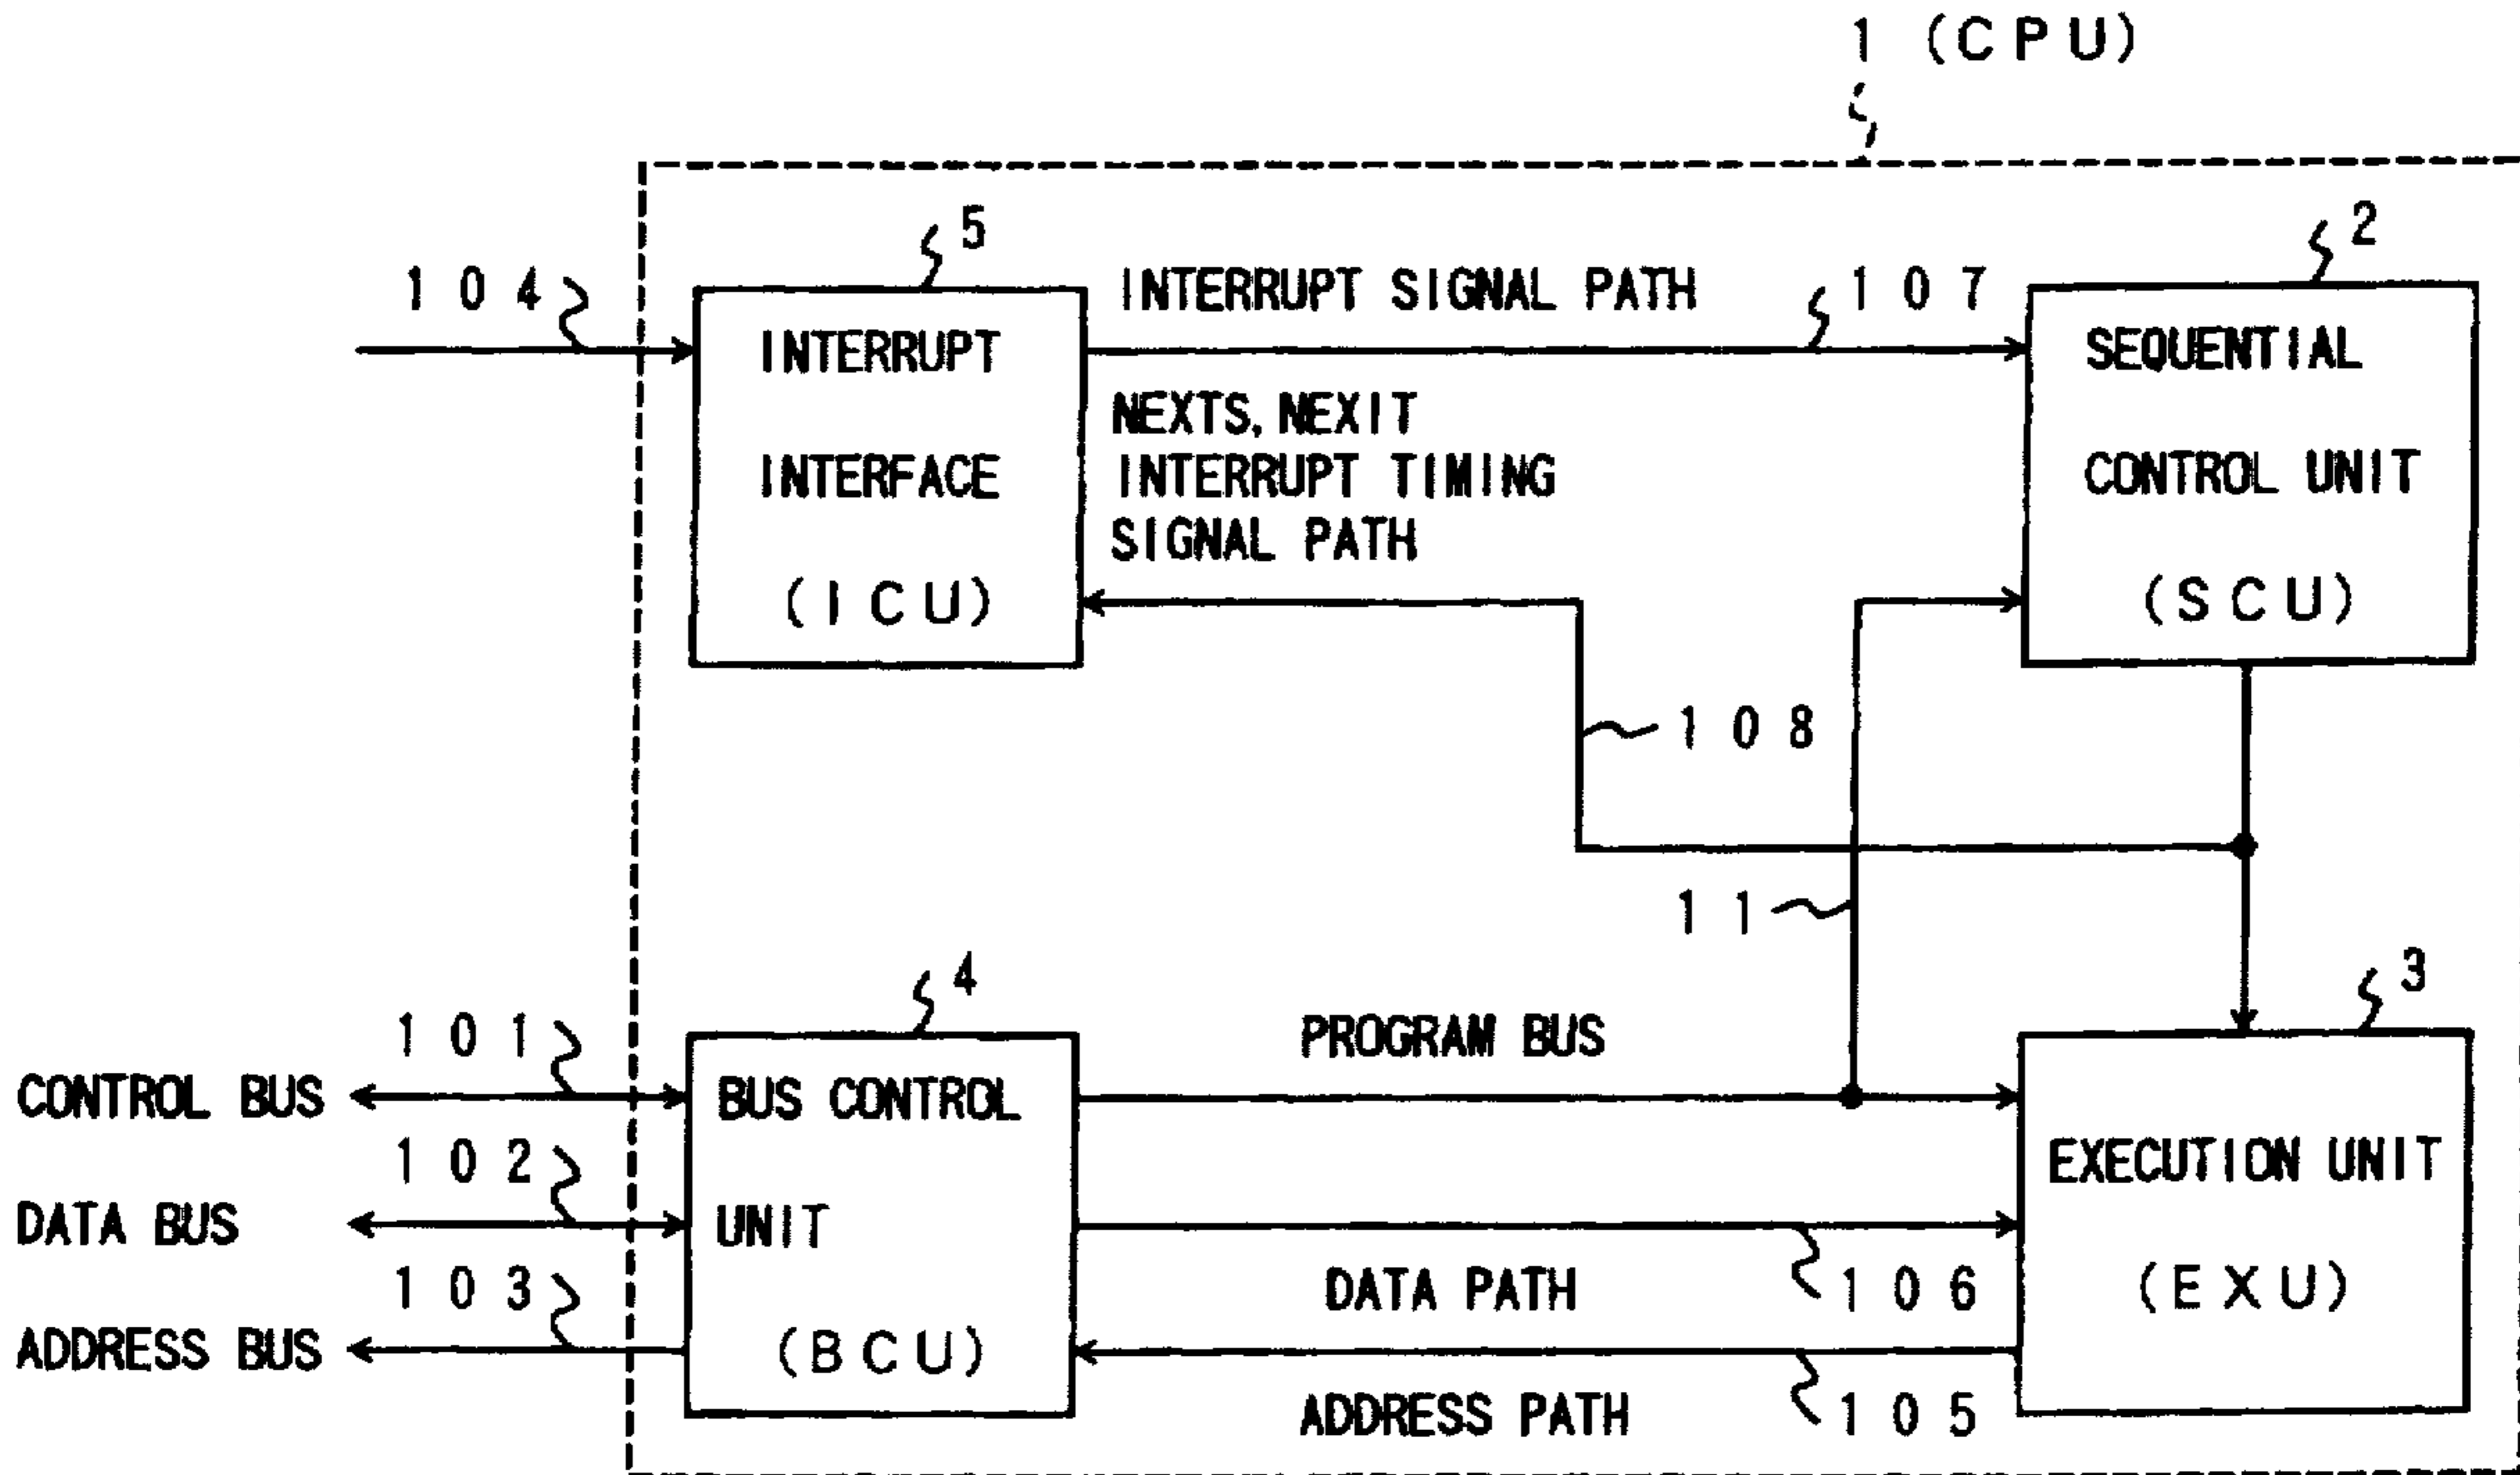 1 (CPU)
5
2
104
INTERRUPT SIGNAL PATH
107
INTERRUPT
INTERFACE
(ICU)
NEXTS, NEXIT
INTERRUPT TIMING
SIGNAL PATH
SEQUENTIAL
CONTROL UNIT
(SCU)
108
11
4
3
101
PROGRAM BUS
CONTROL BUS
102
DATA BUS
103
ADDRESS BUS
BUS CONTROL
UNIT
(BCU)
EXECUTION UNIT
(EXU)
DATA PATH
106
ADDRESS PATH
105